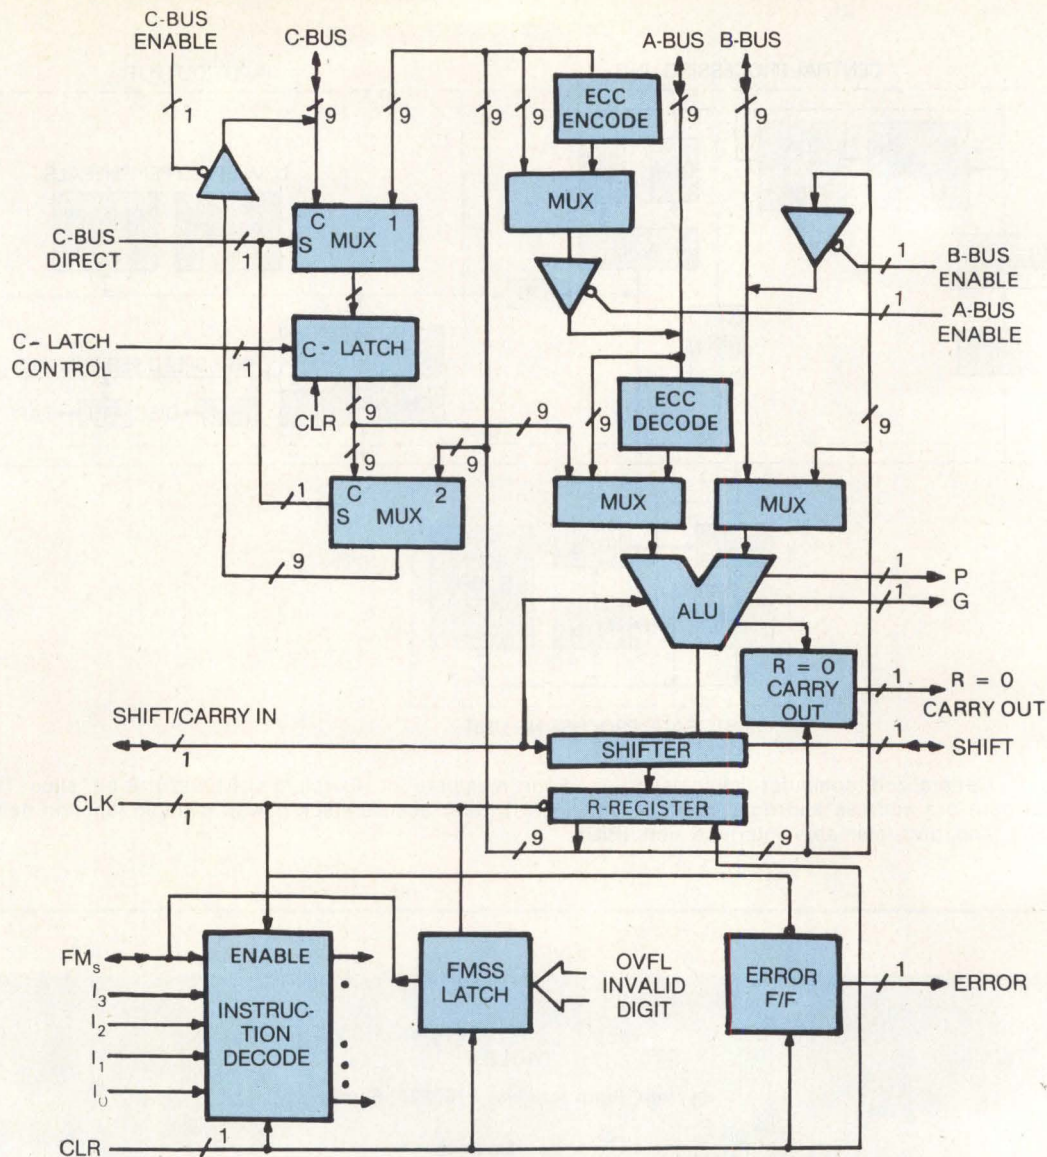 C-BUS
ENABLE
C-BUS
A-BUS
B-BUS
1
9
9
9
9
9
9
ECC
ENCODE
MUX
C
S
MUX
1
C-BUS
DIRECT
1
1
B-BUS
ENABLE
1
A-BUS
ENABLE
C-LATCH
CONTROL
1
C-LATCH
CLR
9
9
9
9
9
9
ECC
DECODE
C
S
MUX
2
1
9
MUX
MUX
ALU
1
P
1
G
R = 0
CARRY
OUT
1
R = 0
CARRY OUT
SHIFT/CARRY IN
1
SHIFTER
1
SHIFT
CLK
1
R-REGISTER
9
9
FMs
I3
I2
I1
I0
ENABLE
INSTRUC-
TION
DECODE
FMSS
LATCH
OVFL
INVALID
DIGIT
ERROR
F/F
1
ERROR
CLR
1